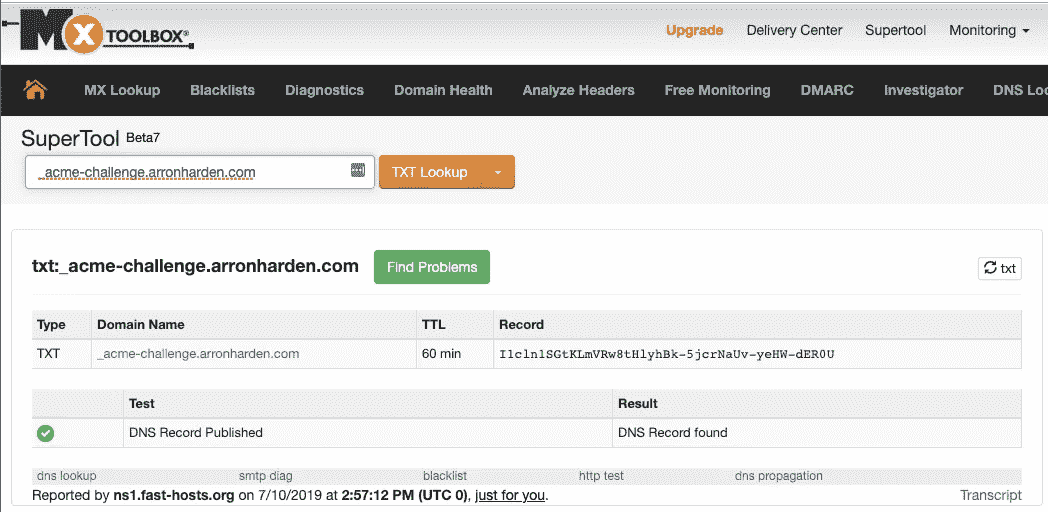 MX TOOLBOX®
Upgrade Delivery Center Supertool Monitoring
MX Lookup Blacklists Diagnostics Domain Health Analyze Headers Free Monitoring DMARC Investigator DNS Loo
SuperTool Beta7
_acme-challenge.arronharden.com TXT Lookup
txt:_acme-challenge.arronharden.com Find Problems txt
Type Domain Name TTL Record
TXT _acme-challenge.arronharden.com 60 min I1cln1SGtKLmVRw8tHlyhBk-5jcrNaUv-yeHW-dER0U
Test Result
DNS Record Published DNS Record found
dns lookup smtp diag blacklist http test dns propagation
Reported by ns1.fast-hosts.org on 7/10/2019 at 2:57:12 PM (UTC 0), just for you. Transcript